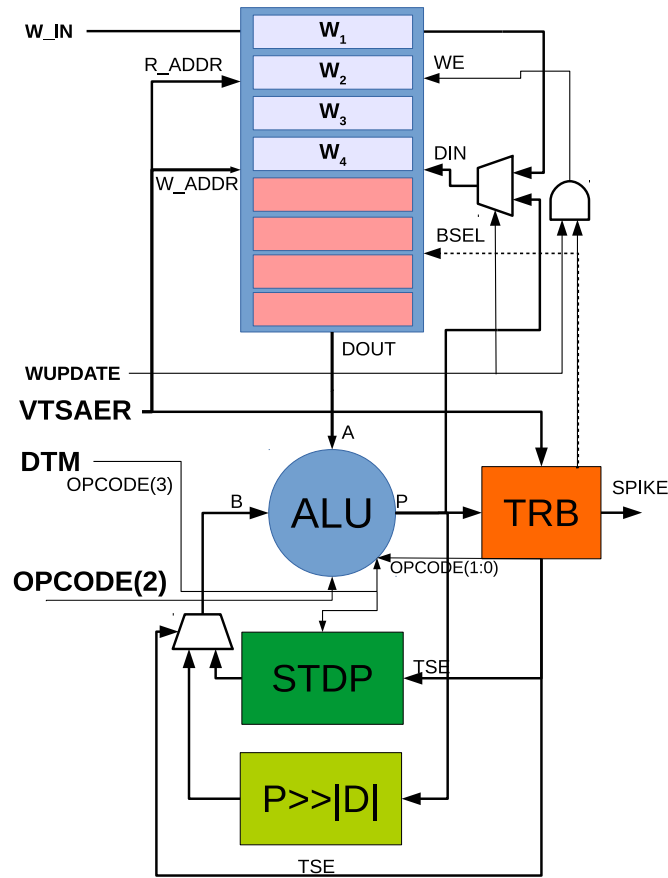 W_IN
W1
R_ADDR
W2
WE
W3
W4
DIN
W_ADDR
BSEL
DOUT
WUPDATE
VTSAER
A
DTM
OPCODE(3)
B
ALU
P
TRB
SPIKE
OPCODE(2)
OPCODE(1:0)
STDP
TSE
P>>|D|
TSE